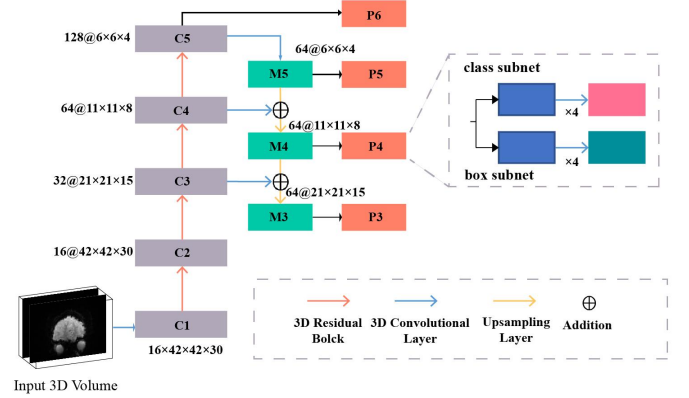 P6
128@6×6×4
C5
64@6×6×4
M5
P5
class subnet
64@11×11×8
C4
×4
64@11×11×8
M4
P4
×4
box subnet
32@21×21×15
C3
64@21×21×15
M3
P3
16@42×42×30
C2
C1
16×42×42×30
Input 3D Volume
3D Residual
Bolck
3D Convolutional
Layer
Upsampling
Layer
Addition